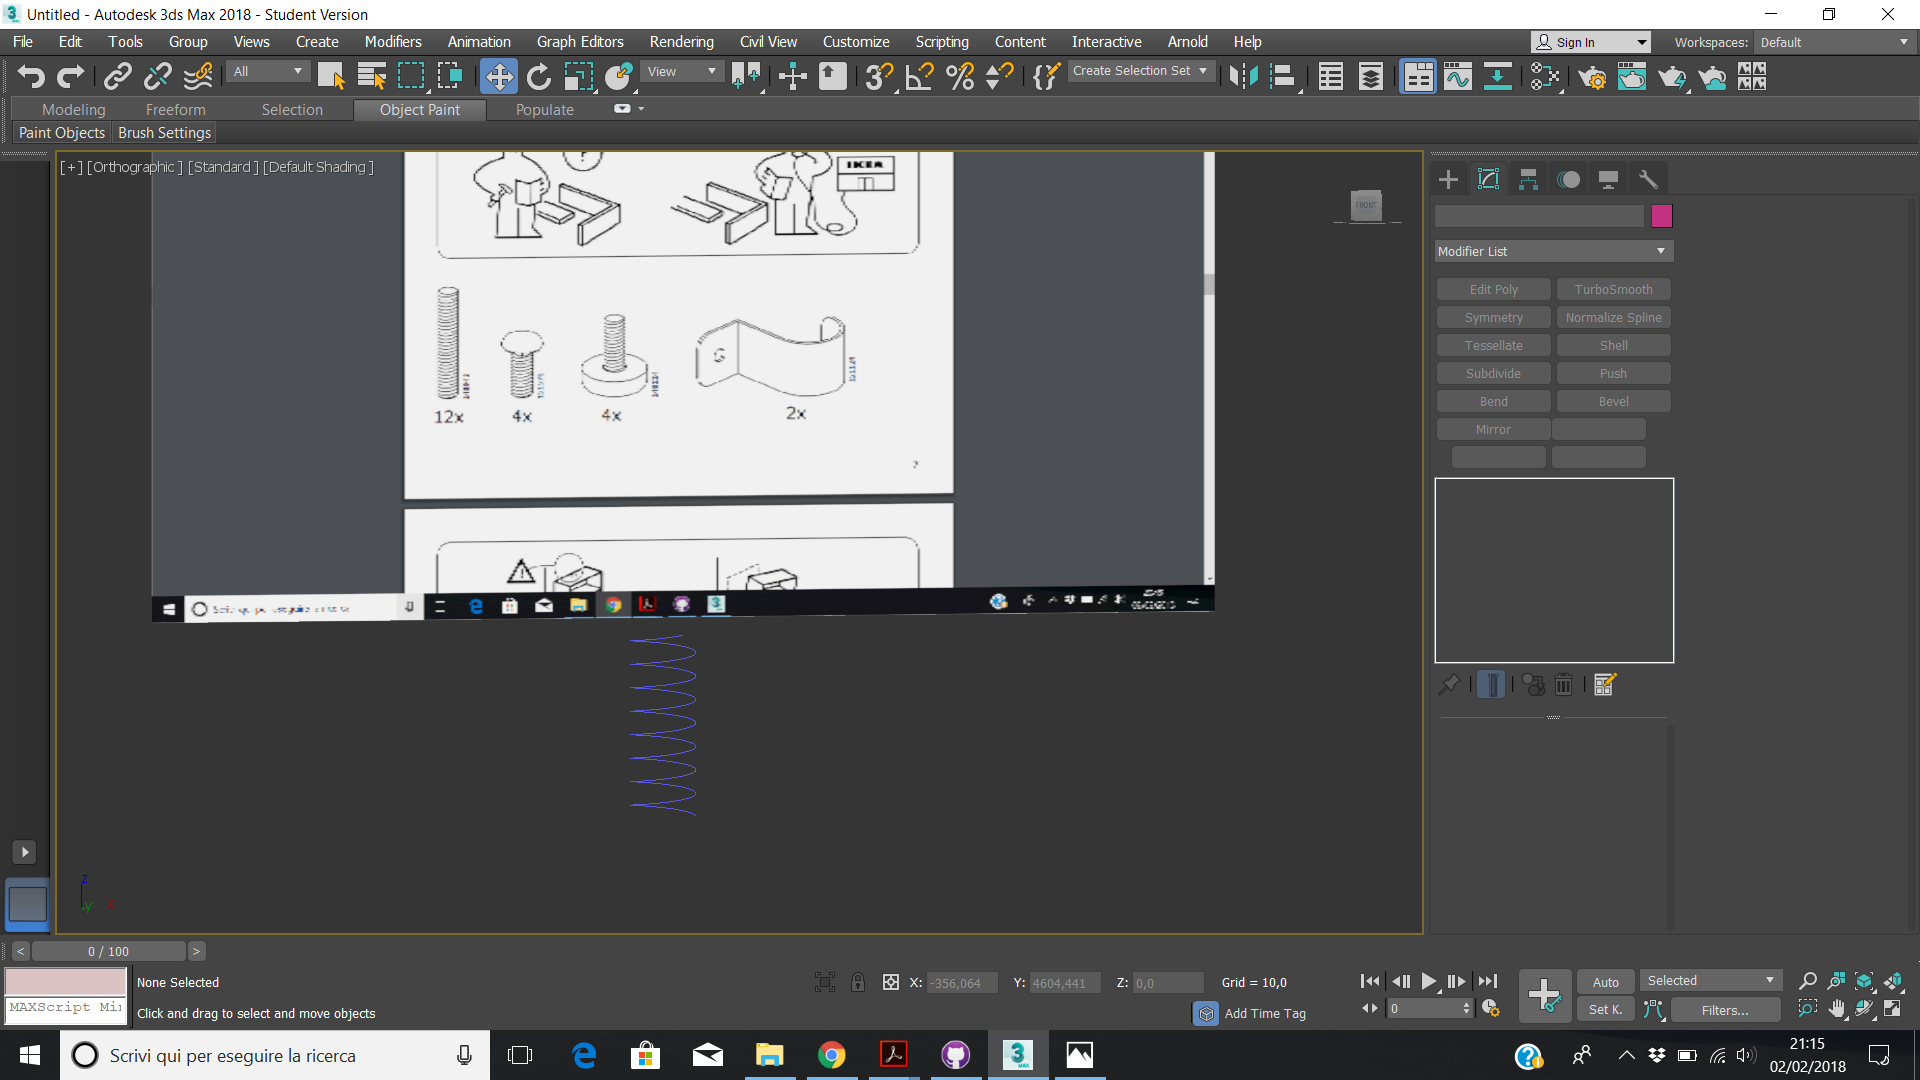 Untitled - Autodesk 3ds Max 2018 - Student Version
File Edit Tools Group Views Create Modifiers Animation Graph Editors Rendering Civil View Customize Scripting Content Interactive Arnold Help
Sign In
Workspaces: Default
All
View
Create Selection Set
Modeling Freeform Selection Object Paint Populate
Paint Objects Brush Settings
[+] [Orthographic ] [Standard ] [Default Shading ]
?
IKEA
FRONT
12x 4x 4x 2x
Modifier List
Edit Poly TurboSmooth
Symmetry Normalize Spline
Tessellate Shell
Subdivide Push
Bend Bevel
Mirror
z
y
x
< 0 / 100 >
None Selected
X: -356,064 Y: 4604,441 Z: 0,0 Grid = 10,0
Auto Selected
MAXScript Mi
Click and drag to select and move objects
Add Time Tag
0
Set K. Filters...
Scrivi qui per eseguire la ricerca
3
MAX
21:15
02/02/2018